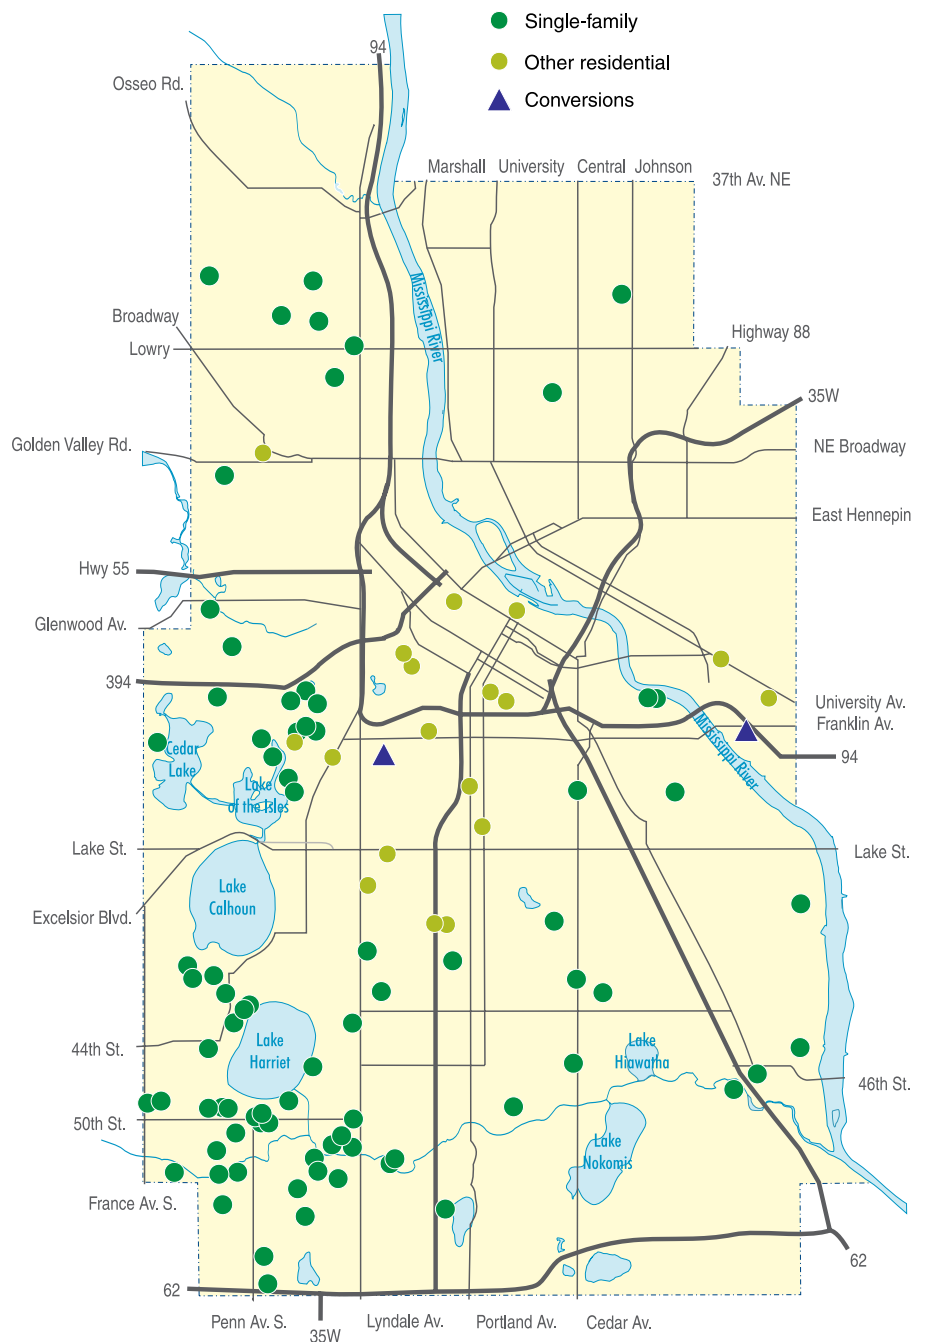 Single-family
94
Other residential
Osseo Rd.
Conversions
Marshall University Central Johnson
37th Av. NE
Mississippi River
Broadway
Highway 88
Lowry
35W
Golden Valley Rd.
NE Broadway
East Hennepin
Hwy 55
Glenwood Av.
394
University Av.
Franklin Av.
Mississippi River
Cedar
Lake
94
Lake
of the Isles
Lake St.
Lake St.
Lake
Calhoun
Excelsior Blvd.
44th St.
Lake
Harriet
Lake
Hiawatha
46th St.
50th St.
Lake
Nokomis
France Av. S.
62
62
Penn Av. S.
35W
Lyndale Av.
Portland Av.
Cedar Av.